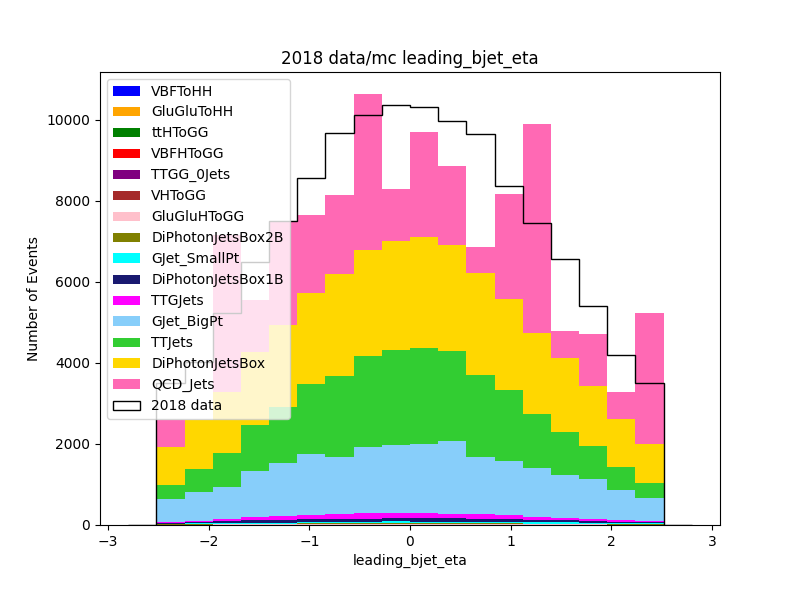 2018 data/mc leading_bjet_eta
Number of Events
10000
8000
6000
4000
2000
0
VBFToHH
GluGluToHH
ttHToGG
VBFHToGG
TTGG_0Jets
VHToGG
GluGluHToGG
DiPhotonJetsBox2B
GJet_SmallPt
DiPhotonJetsBox1B
TTGJets
GJet_BigPt
TTJets
DiPhotonJetsBox
QCD_Jets
2018 data
−3 −2 −1 0 1 2 3
leading_bjet_eta